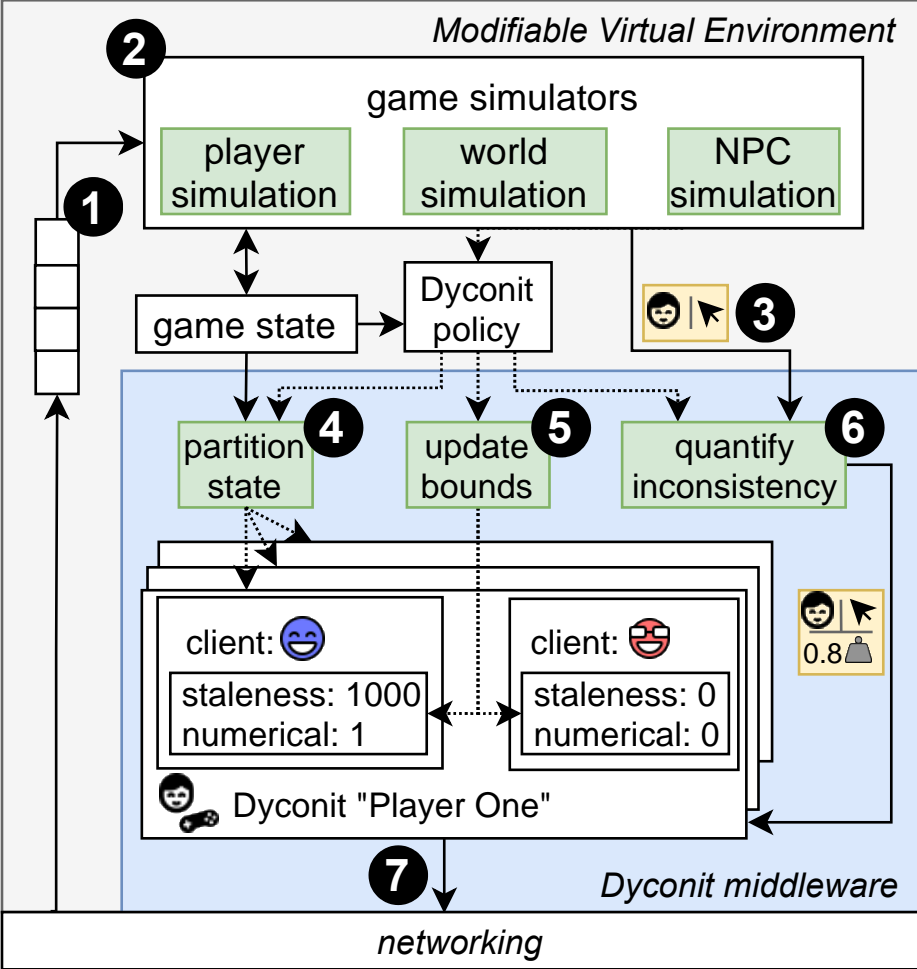 Modifiable Virtual Environment
2
game simulators
player
simulation
world
simulation
NPC
simulation
1
game state
Dyconit
policy
3
4
partition
state
5
update
bounds
6
quantify
inconsistency
0.8
client:
staleness: 1000
numerical: 1
client:
staleness: 0
numerical: 0
Dyconit "Player One"
7
Dyconit middleware
networking